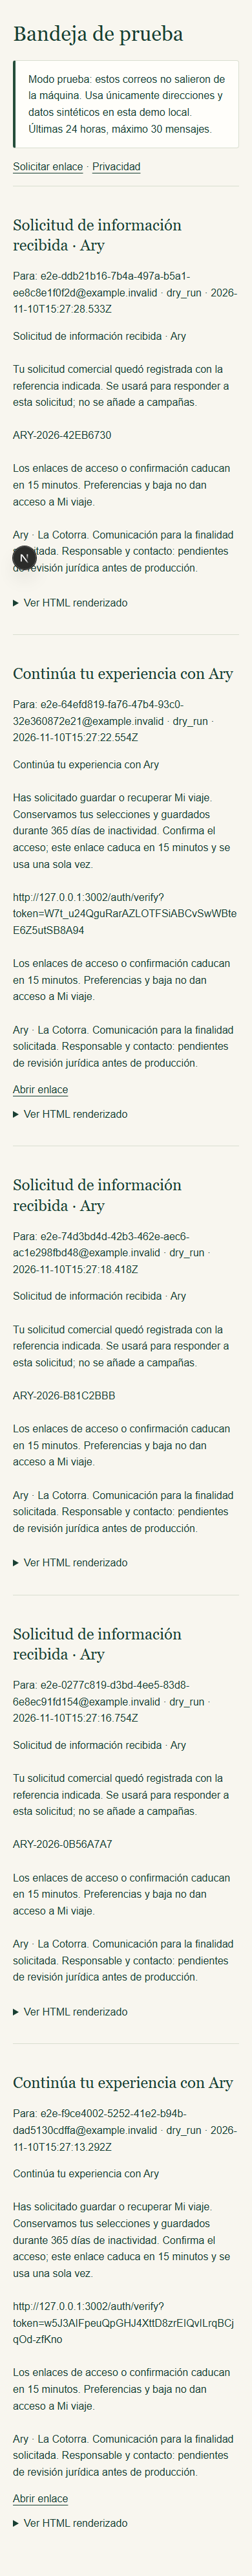 Bandeja de prueba
Modo prueba: estos correos no salieron de
la máquina. Usa únicamente direcciones y
datos sintéticos en esta demo local.
Últimas 24 horas, máximo 30 mensajes.
Solicitar enlace · Privacidad
Solicitud de información
recibida · Ary
Para: e2e-ddb21b16-7b4a-497a-b5a1-
ee8c8e1f0f2d@example.invalid · dry_run · 2026-
11-10T15:27:28.533Z
Solicitud de información recibida · Ary
Tu solicitud comercial quedó registrada con la
referencia indicada. Se usará para responder a
esta solicitud; no se añade a campañas.
ARY-2026-42EB6730
Los enlaces de acceso o confirmación caducan
en 15 minutos. Preferencias y baja no dan
acceso a Mi viaje.
Ary · La Cotorra. Comunicación para la finalidad
N
. Responsable y contacto: pendientes
revisión jurídica antes de producción.
▶ Ver HTML renderizado
Continúa tu experiencia con Ary
Para: e2e-64efd819-fa76-47b4-93c0-
32e360872e21@example.invalid · dry_run ·
2026-11-10T15:27:22.554Z
Continúa tu experiencia con Ary
Has solicitado guardar o recuperar Mi viaje.
Conservamos tus selecciones y guardados
durante 365 días de inactividad. Confirma el
acceso; este enlace caduca en 15 minutos y se
usa una sola vez.
http://127.0.0.1:3002/auth/verify?
token=W7t_u24QguRarAZLOTFSiABCvSwWBte
E6Z5utSB8A94
Los enlaces de acceso o confirmación caducan
en 15 minutos. Preferencias y baja no dan
acceso a Mi viaje.
Ary · La Cotorra. Comunicación para la finalidad
solicitada. Responsable y contacto: pendientes
de revisión jurídica antes de producción.
Abrir enlace
▶ Ver HTML renderizado
Solicitud de información
recibida · Ary
Para: e2e-74d3bd4d-42b3-462e-aec6-
ac1e298fbd48@example.invalid · dry_run ·
2026-11-10T15:27:18.418Z
Solicitud de información recibida · Ary
Tu solicitud comercial quedó registrada con la
referencia indicada. Se usará para responder a
esta solicitud; no se añade a campañas.
ARY-2026-B81C2BBB
Los enlaces de acceso o confirmación caducan
en 15 minutos. Preferencias y baja no dan
acceso a Mi viaje.
Ary · La Cotorra. Comunicación para la finalidad
solicitada. Responsable y contacto: pendientes
de revisión jurídica antes de producción.
▶ Ver HTML renderizado
Solicitud de información
recibida · Ary
Para: e2e-0277c819-d3bd-4ee5-83d8-
6e8ec91fd154@example.invalid · dry_run ·
2026-11-10T15:27:16.754Z
Solicitud de información recibida · Ary
Tu solicitud comercial quedó registrada con la
referencia indicada. Se usará para responder a
esta solicitud; no se añade a campañas.
ARY-2026-0B56A7A7
Los enlaces de acceso o confirmación caducan
en 15 minutos. Preferencias y baja no dan
acceso a Mi viaje.
Ary · La Cotorra. Comunicación para la finalidad
solicitada. Responsable y contacto: pendientes
de revisión jurídica antes de producción.
▶ Ver HTML renderizado
Continúa tu experiencia con Ary
Para: e2e-f9ce4002-5252-41e2-b94b-
dad5130cdffa@example.invalid · dry_run · 2026-
11-10T15:27:13.292Z
Continúa tu experiencia con Ary
Has solicitado guardar o recuperar Mi viaje.
Conservamos tus selecciones y guardados
durante 365 días de inactividad. Confirma el
acceso; este enlace caduca en 15 minutos y se
usa una sola vez.
http://127.0.0.1:3002/auth/verify?
token=w5J3AlFpeuQpGHJ4XttD8zrElQvlLrqBCj
qOd-zfKno
Los enlaces de acceso o confirmación caducan
en 15 minutos. Preferencias y baja no dan
acceso a Mi viaje.
Ary · La Cotorra. Comunicación para la finalidad
solicitada. Responsable y contacto: pendientes
de revisión jurídica antes de producción.
Abrir enlace
▶ Ver HTML renderizado